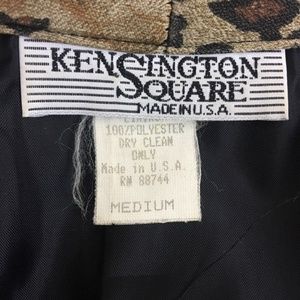 KENSINGTON
SQUARE
MADE IN U.S.A.
100%POLYESTER
DRY CLEAN
ONLY
Made in U.S.A.
RN 88744
MEDIUM